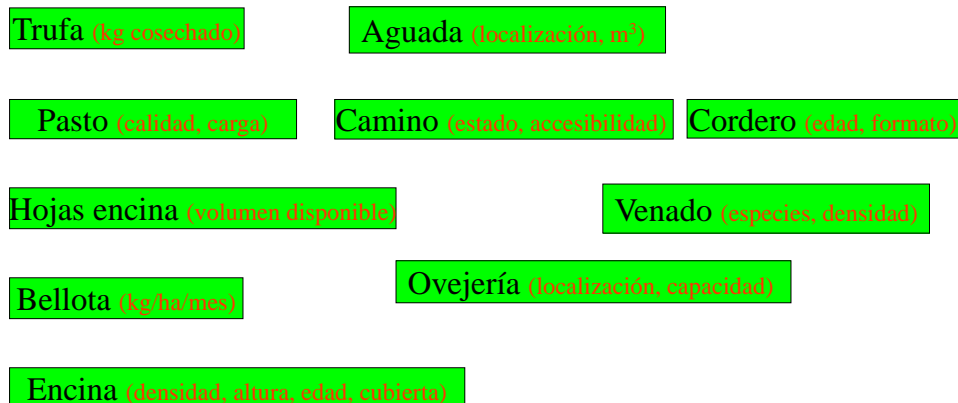 Trufa (kg cosechado)
Aguada (localización, m³)
Pasto (calidad, carga)
Camino (estado, accesibilidad)
Cordero (edad, formato)
Hojas encina (volumen disponible)
Venado (especies, densidad)
Ovejería (localización, capacidad)
Bellota (kg/ha/mes)
Encina (densidad, altura, edad, cubierta)